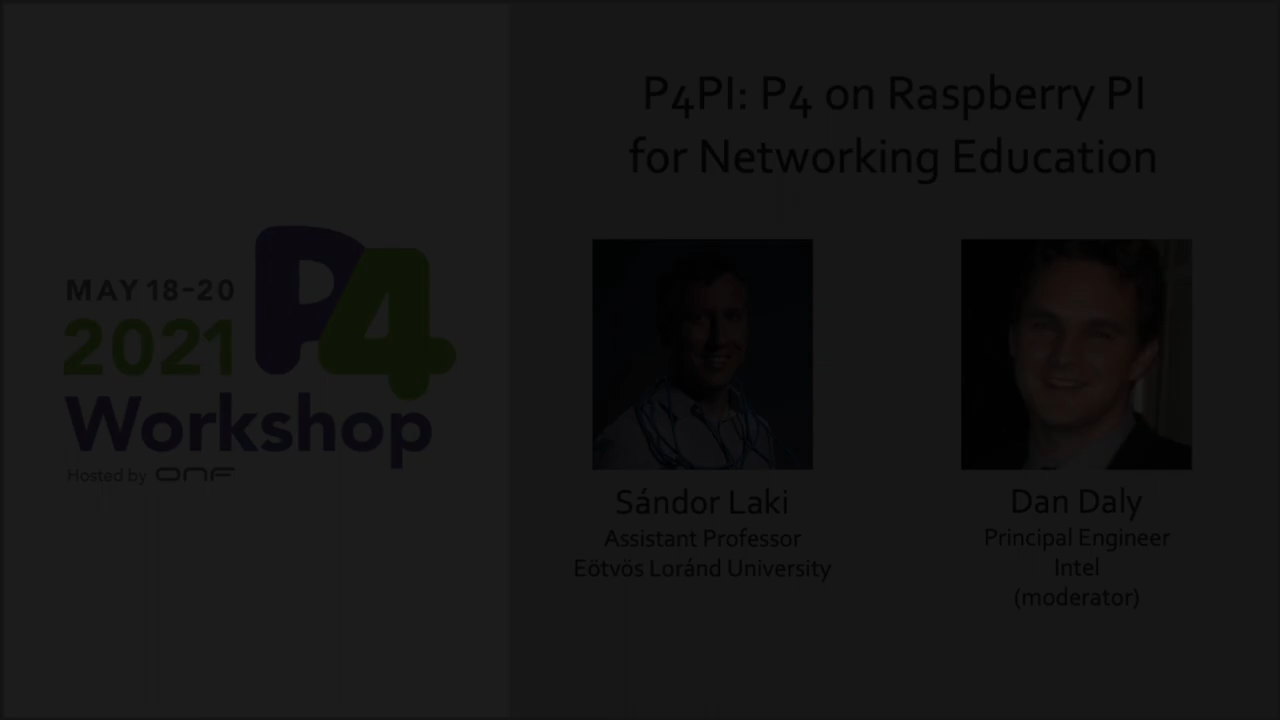 P4PI: P4 on Raspberry PI
for Networking Education
MAY 18-20
2021
P4
Workshop
Hosted by ONF
Sándor Laki
Assistant Professor
Eötvös Loránd University
Dan Daly
Principal Engineer
Intel
(moderator)